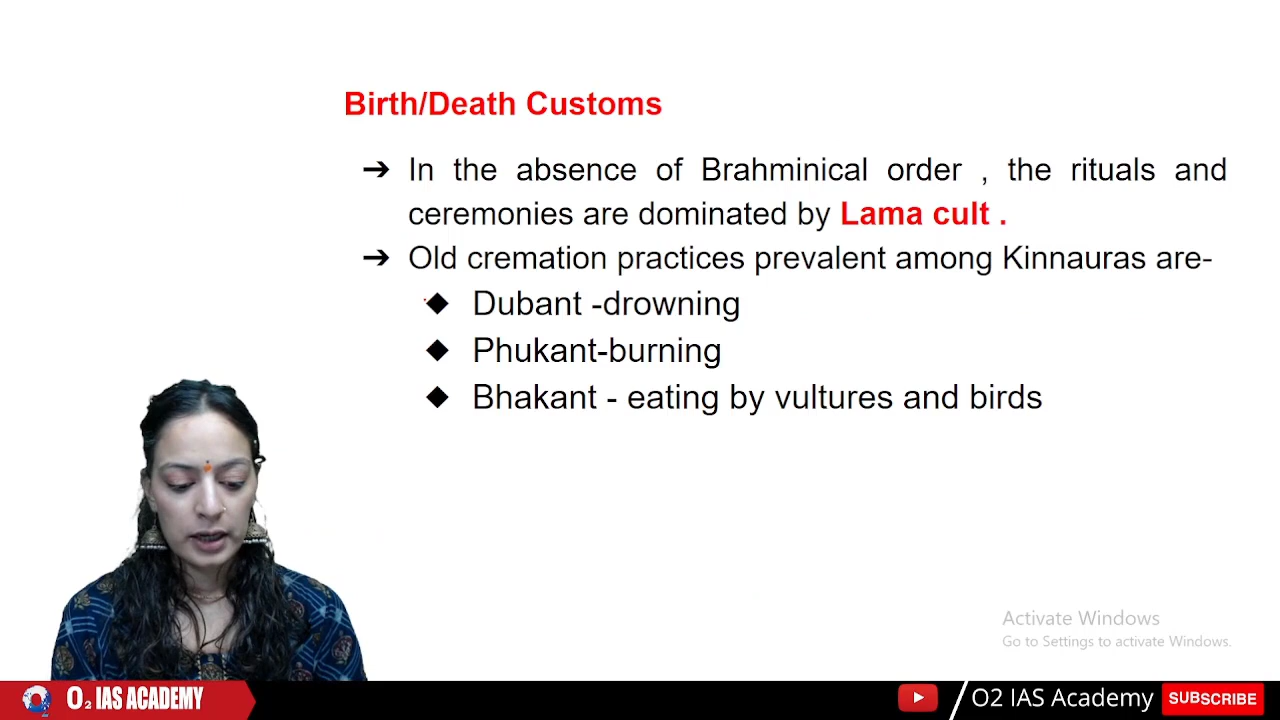 Birth/Death Customs
➔ In the absence of Brahminical order , the rituals and
ceremonies are dominated by Lama cult .
➔ Old cremation practices prevalent among Kinnauras are-
◆ Dubant -drowning
◆ Phukant-burning
◆ Bhakant - eating by vultures and birds
Activate Windows
Go to Settings to activate Windows.
O2 IAS ACADEMY
O2 IAS Academy SUBSCRIBE